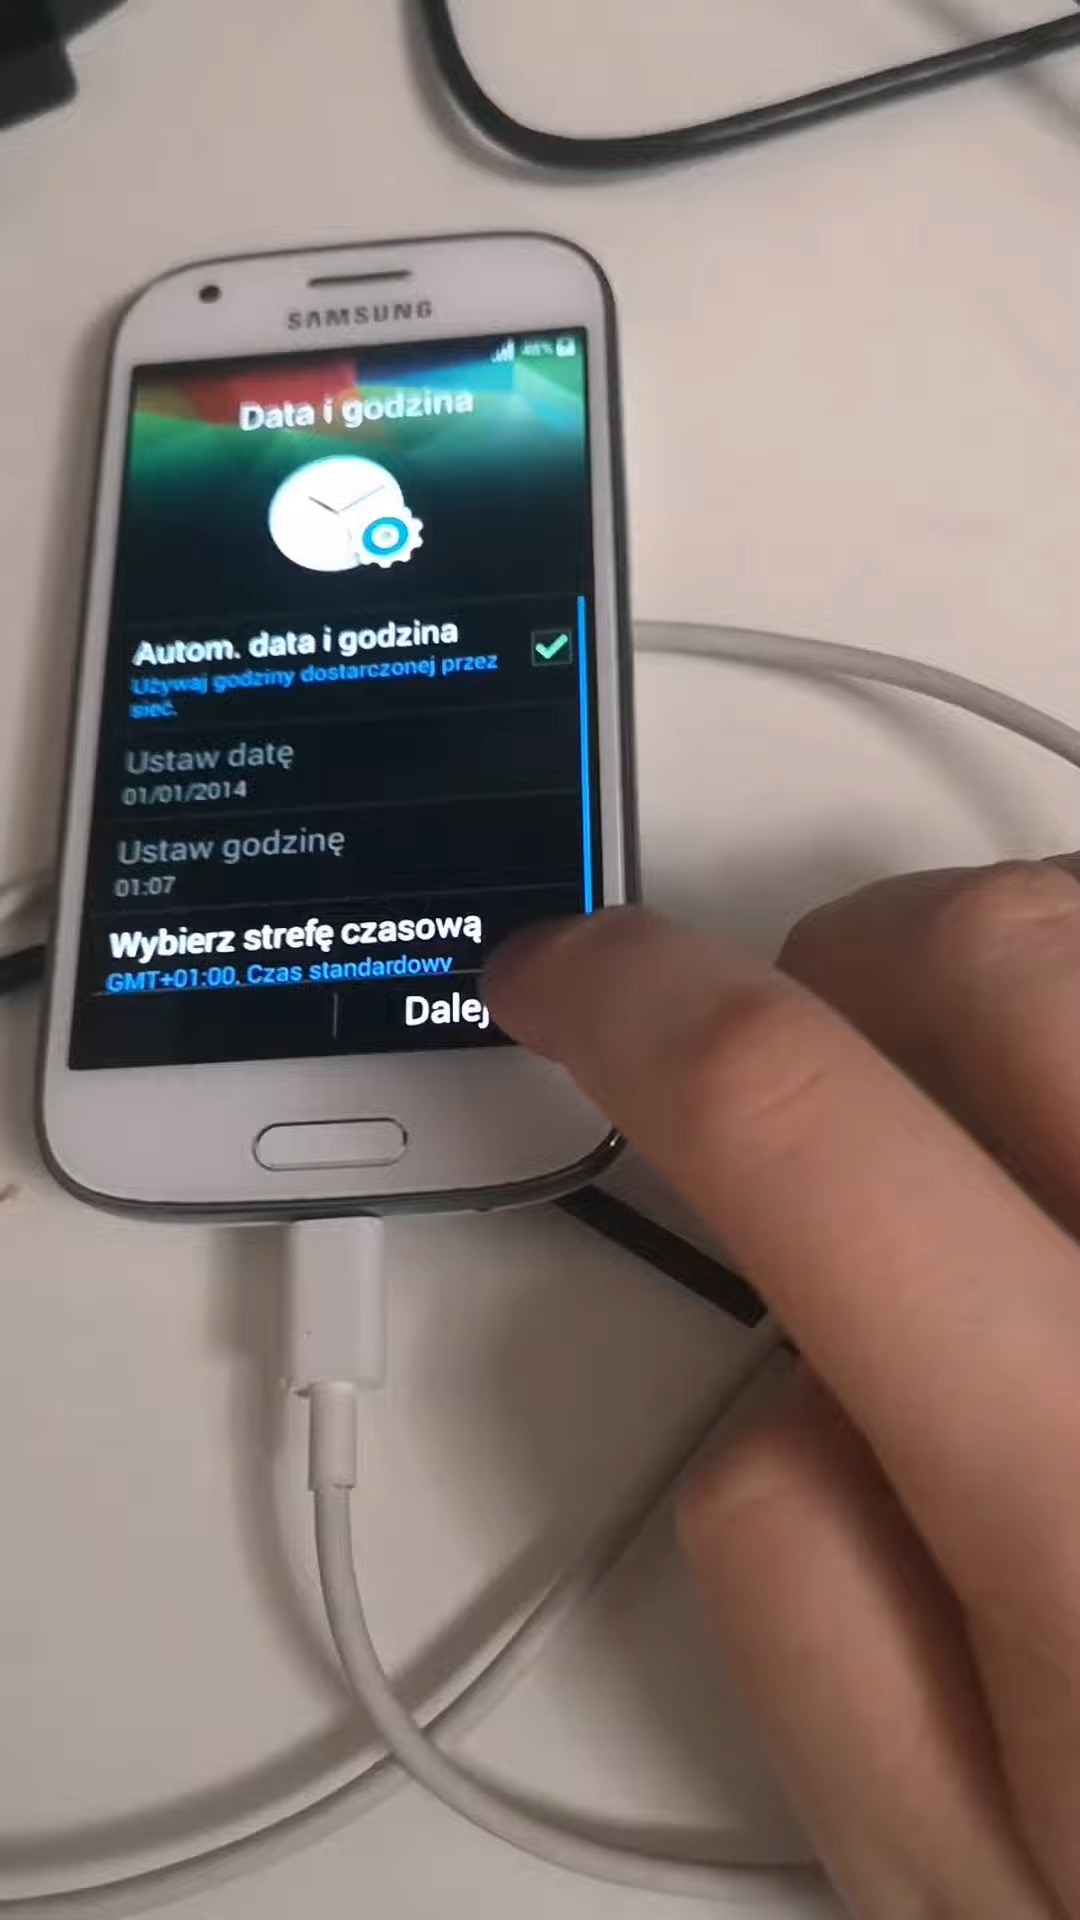 SAMSUNG
Data i godzina
Autom. data i godzina
Używaj godziny dostarczonej przez
sieć.
Ustaw datę
01/01/2014
Ustaw godzinę
01:07
Wybierz strefę czasową
GMT+01:00, Czas standardowy
Dalej